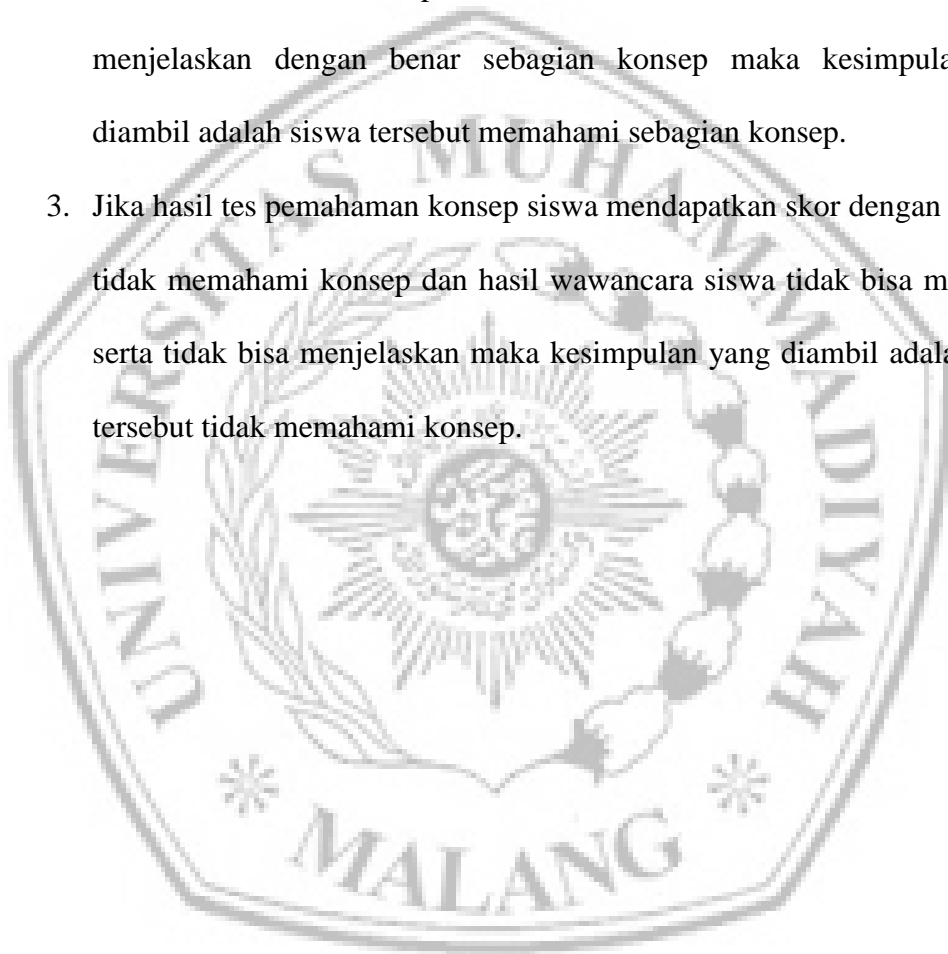 menjelaskan dengan benar sebagian konsep maka
diambil adalah siswa tersebut memahami sebagian konsep.
3. Jika hasil tes pemahaman konsep siswa mendapatkan skor dengan
tidak memahami konsep dan hasil wawancara siswa tidak bisa
serta tidak bisa menjelaskan maka kesimpulan yang diambil
tersebut tidak memahami konsep.
UNIVERSITAS MUHAMMADIYAH
MALANG